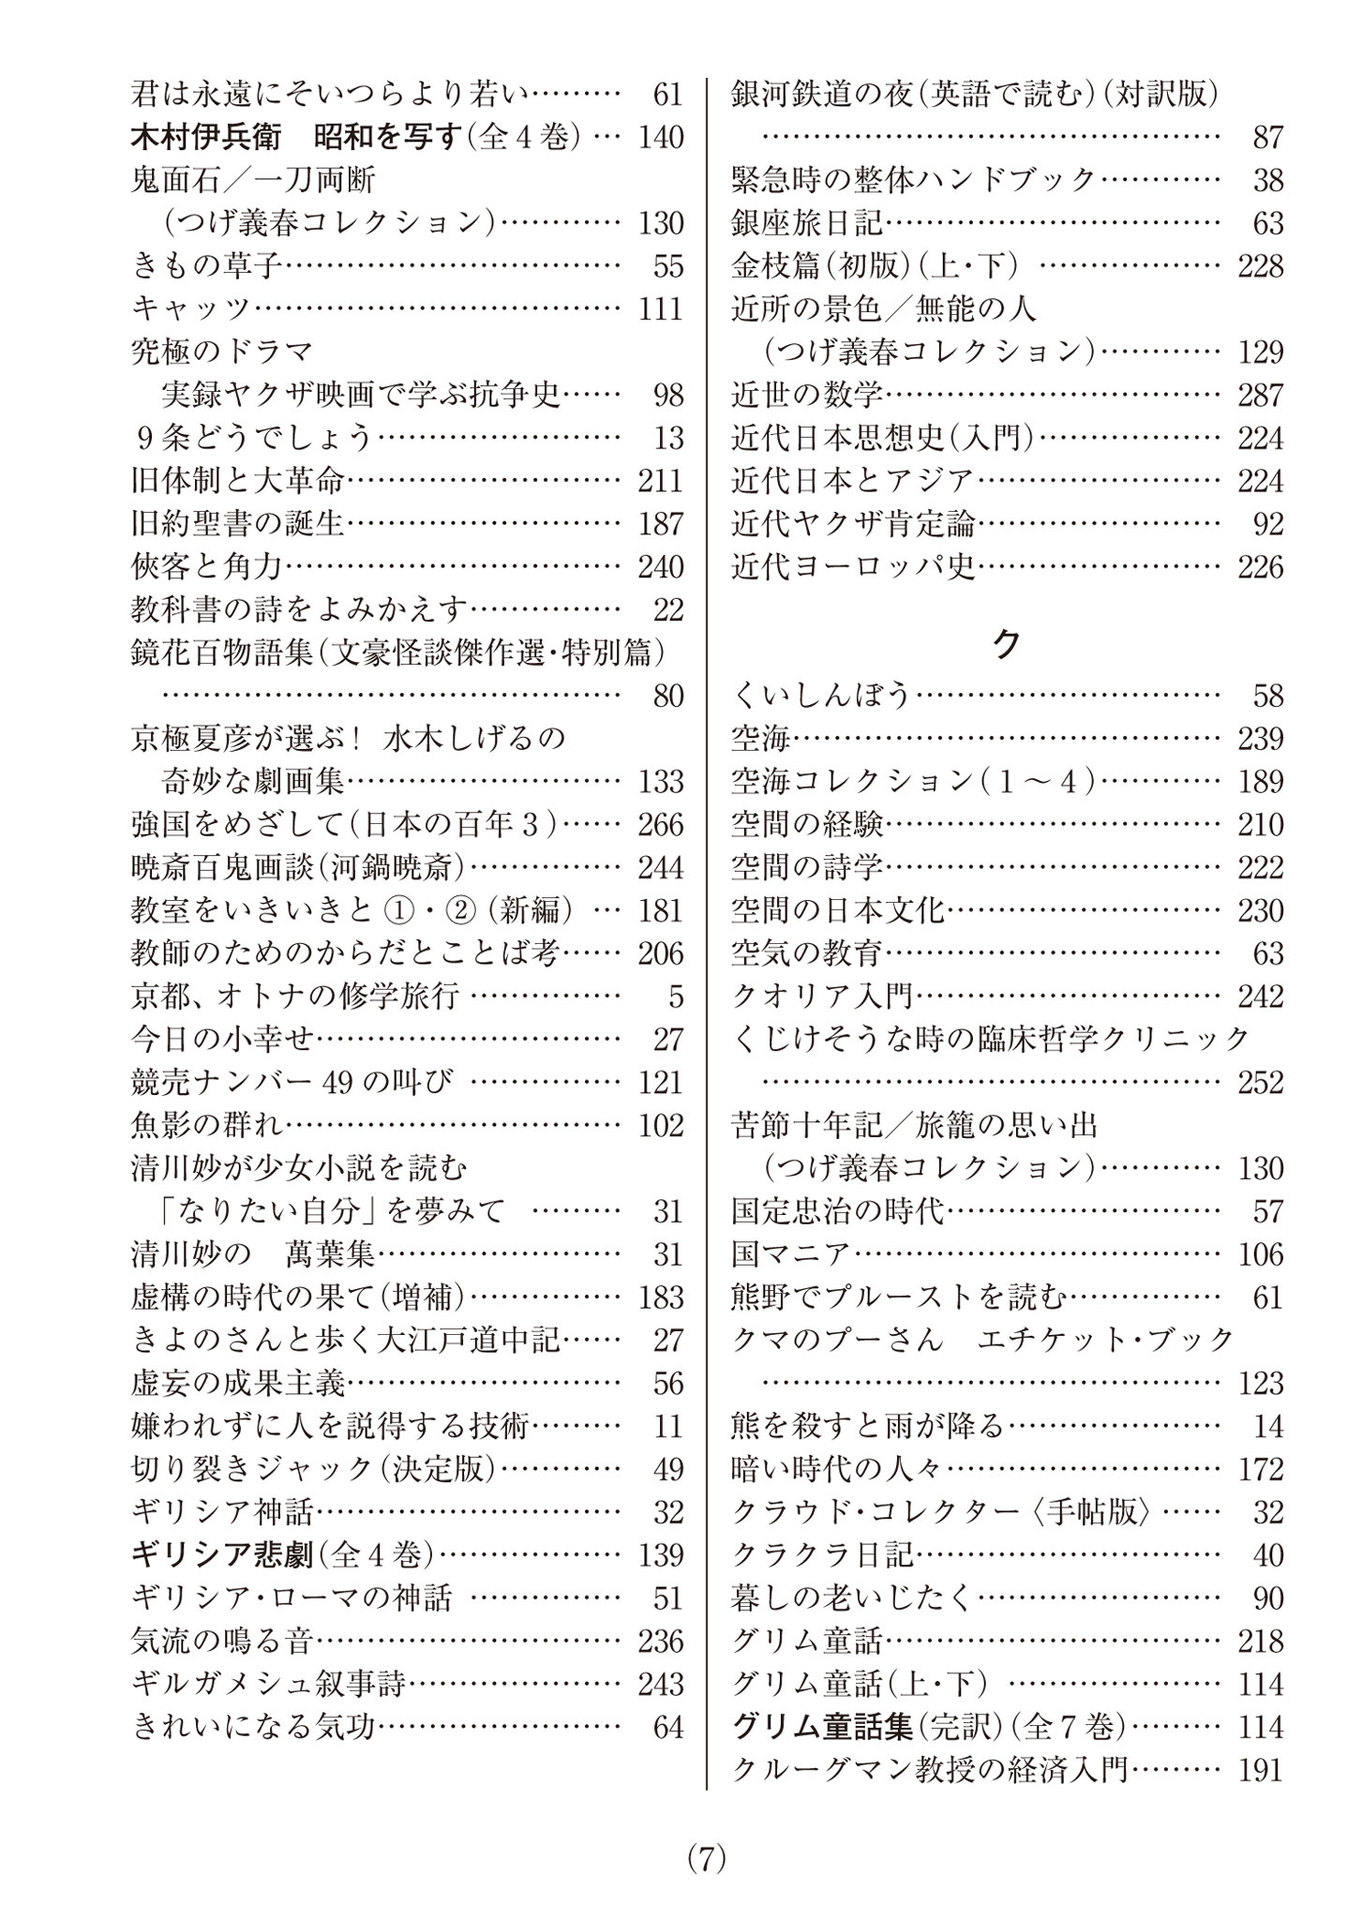 君は永遠にそいつらより若い……… 61
木村伊兵衛　昭和を写す(全４巻) … 140
鬼面石／一刀両断
　(つげ義春コレクション)………… 130
きもの草子…………………………… 55
キャッツ……………………………… 111
究極のドラマ
　実録ヤクザ映画で学ぶ抗争史…… 98
９条どうでしょう…………………… 13
旧体制と大革命……………………… 211
旧約聖書の誕生……………………… 187
俠客と角力…………………………… 240
教科書の詩をよみかえす…………… 22
鏡花百物語集(文豪怪談傑作選・特別篇)
　……………………………………… 80
京極夏彦が選ぶ！ 水木しげるの
　奇妙な劇画集……………………… 133
強国をめざして(日本の百年３)…… 266
暁斎百鬼画談(河鍋暁斎)…………… 244
教室をいきいきと①・②(新編) … 181
教師のためのからだとことば考…… 206
京都、オトナの修学旅行 …………… 5
今日の小幸せ………………………… 27
競売ナンバー49の叫び …………… 121
魚影の群れ…………………………… 102
清川妙が少女小説を読む
　「なりたい自分」を夢みて ……… 31
清川妙の　萬葉集…………………… 31
虚構の時代の果て(増補)…………… 183
きよのさんと歩く大江戸道中記…… 27
虚妄の成果主義……………………… 56
嫌われずに人を説得する技術……… 11
切り裂きジャック(決定版)………… 49
ギリシア神話………………………… 32
ギリシア悲劇(全４巻)……………… 139
ギリシア・ローマの神話 …………… 51
気流の鳴る音………………………… 236
ギルガメシュ叙事詩………………… 243
きれいになる気功…………………… 64
銀河鉄道の夜(英語で読む)(対訳版)
　……………………………………… 87
緊急時の整体ハンドブック………… 38
銀座旅日記…………………………… 63
金枝篇(初版)(上・下) ……………… 228
近所の景色／無能の人
　(つげ義春コレクション)………… 129
近世の数学…………………………… 287
近代日本思想史(入門)……………… 224
近代日本とアジア…………………… 224
近代ヤクザ肯定論…………………… 92
近代ヨーロッパ史…………………… 226
ク
くいしんぼう………………………… 58
空海…………………………………… 239
空海コレクション(１〜４)………… 189
空間の経験…………………………… 210
空間の詩学…………………………… 222
空間の日本文化……………………… 230
空気の教育…………………………… 63
クオリア入門………………………… 242
くじけそうな時の臨床哲学クリニック
　……………………………………… 252
苦節十年記／旅籠の思い出
　(つげ義春コレクション)………… 130
国定忠治の時代……………………… 57
国マニア……………………………… 106
熊野でプルーストを読む…………… 61
クマのプーさん　エチケット・ブック
　……………………………………… 123
熊を殺すと雨が降る………………… 14
暗い時代の人々……………………… 172
クラウド・コレクター〈手帖版〉…… 32
クラクラ日記………………………… 40
暮しの老いじたく…………………… 90
グリム童話…………………………… 218
グリム童話(上・下) ………………… 114
グリム童話集(完訳)(全７巻)……… 114
クルーグマン教授の経済入門……… 191
(7)